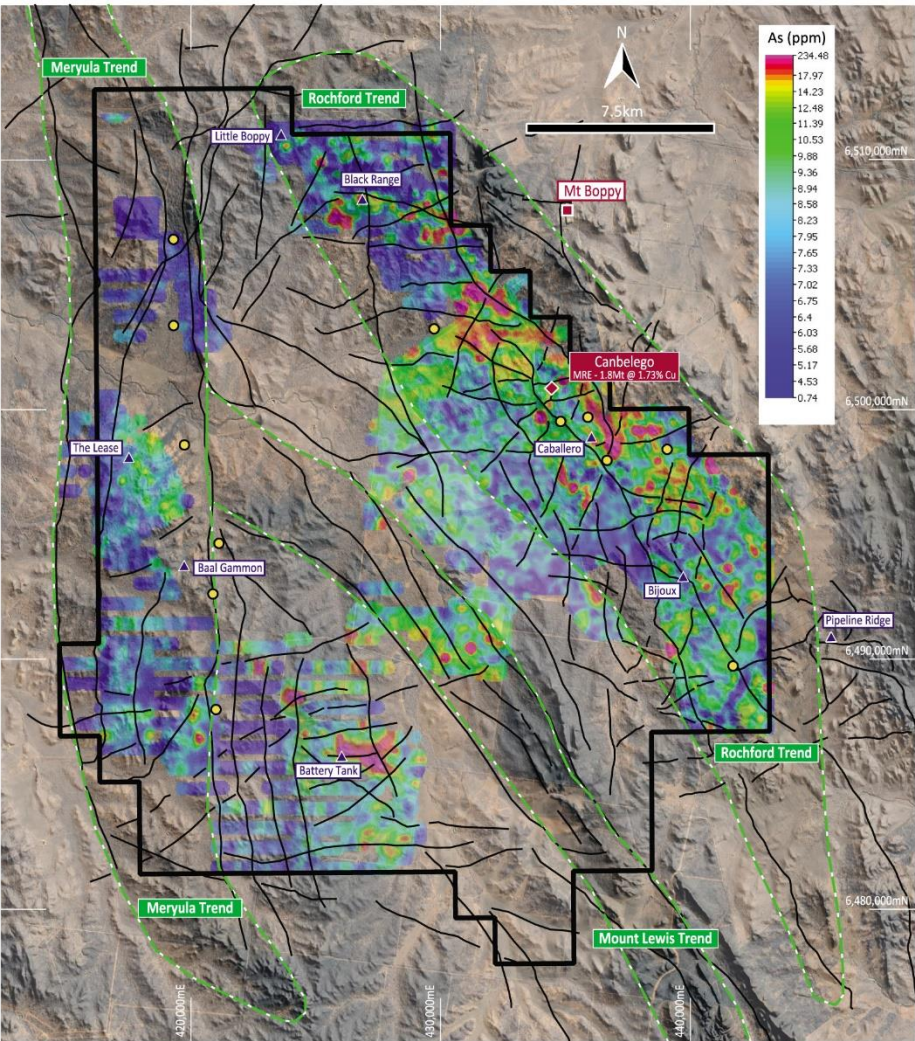 Meryula Trend
Rochford Trend
Little Boppy
Black Range
N
7.5km
As (ppm)
234.48
17.97
14.23
12.48
11.39
10.53
9.88
9.36
8.94
8.58
8.23
7.95
7.65
7.33
7.02
6.75
6.4
6.03
5.68
5.17
4.53
0.74
6,510,000mN
Mt Boppy
Canbelego
MRE - 1.8Mt @ 1.73% Cu
6,500,000mN
The Lease
Caballero
Baal Gammon
Bijoux
Pipeline Ridge
6,490,000mN
Battery Tank
Rochford Trend
Meryula Trend
Mount Lewis Trend
6,480,000mN
420,000mE
430,000mE
440,000mE